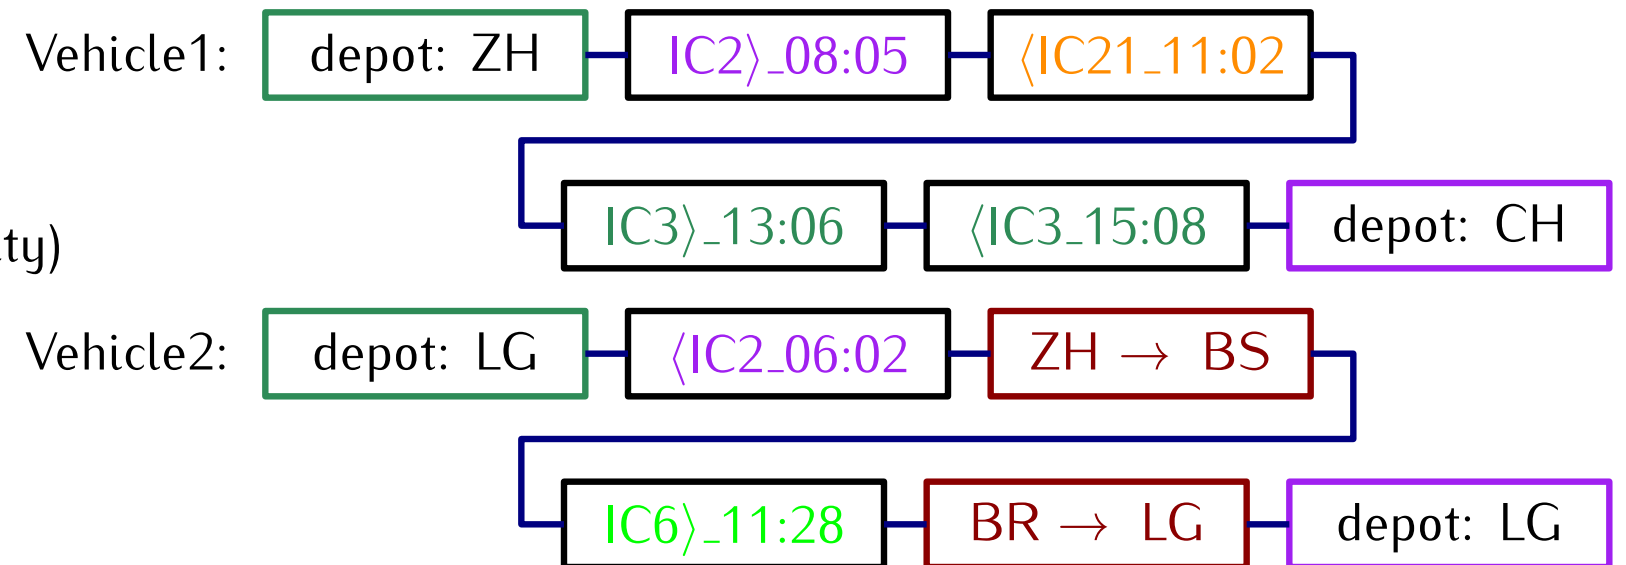 Vehicle1: depot: ZH IC2⟩_08:05 ⟨IC21_11:02
IC3⟩_13:06 ⟨IC3_15:08 depot: CH
ty)
Vehicle2: depot: LG ⟨IC2_06:02 ZH → BS
IC6⟩_11:28 BR → LG depot: LG